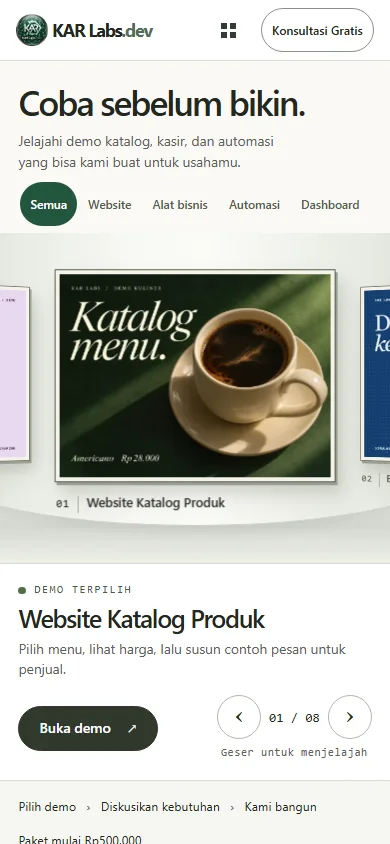 KAR Labs.dev
Konsultasi Gratis
Coba sebelum bikin.
Jelajahi demo katalog, kasir, dan automasi
yang bisa kami buat untuk usahamu.
Semua
Website
Alat bisnis
Automasi
Dashboard
KAR LABS / DEMO KULINER
Katalog
menu.
Americano Rp 28.000
01 Website Katalog Produk
02
DEMO TERPILIH
Website Katalog Produk
Pilih menu, lihat harga, lalu susun contoh pesan untuk
penjual.
Buka demo ↗
‹ 01 / 08 ›
Geser untuk menjelajah
Pilih demo › Diskusikan kebutuhan › Kami bangun
Paket mulai Rp500.000